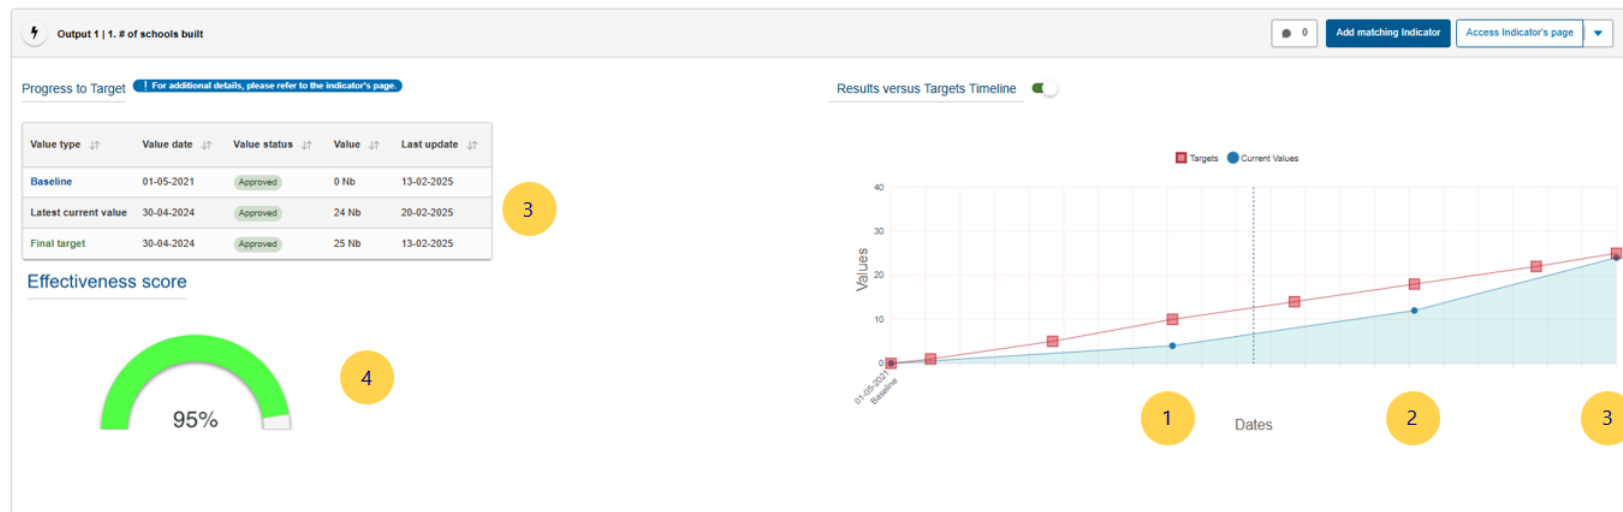 Output 1 | 1. # of schools built
0
Add matching Indicator
Access Indicator's page
Progress to Target
! For additional details, please refer to the indicator's page.
Value type Value date Value status Value Last update
Baseline 01-05-2021 Approved 0 Nb 13-02-2025
Latest current value 30-04-2024 Approved 24 Nb 20-02-2025
Final target 30-04-2024 Approved 25 Nb 13-02-2025
3
Effectiveness score
95%
4
Results versus Targets Timeline
Targets Current Values
Values
40
30
20
10
0
01-05-2021
Baseline
1
2
3
Dates